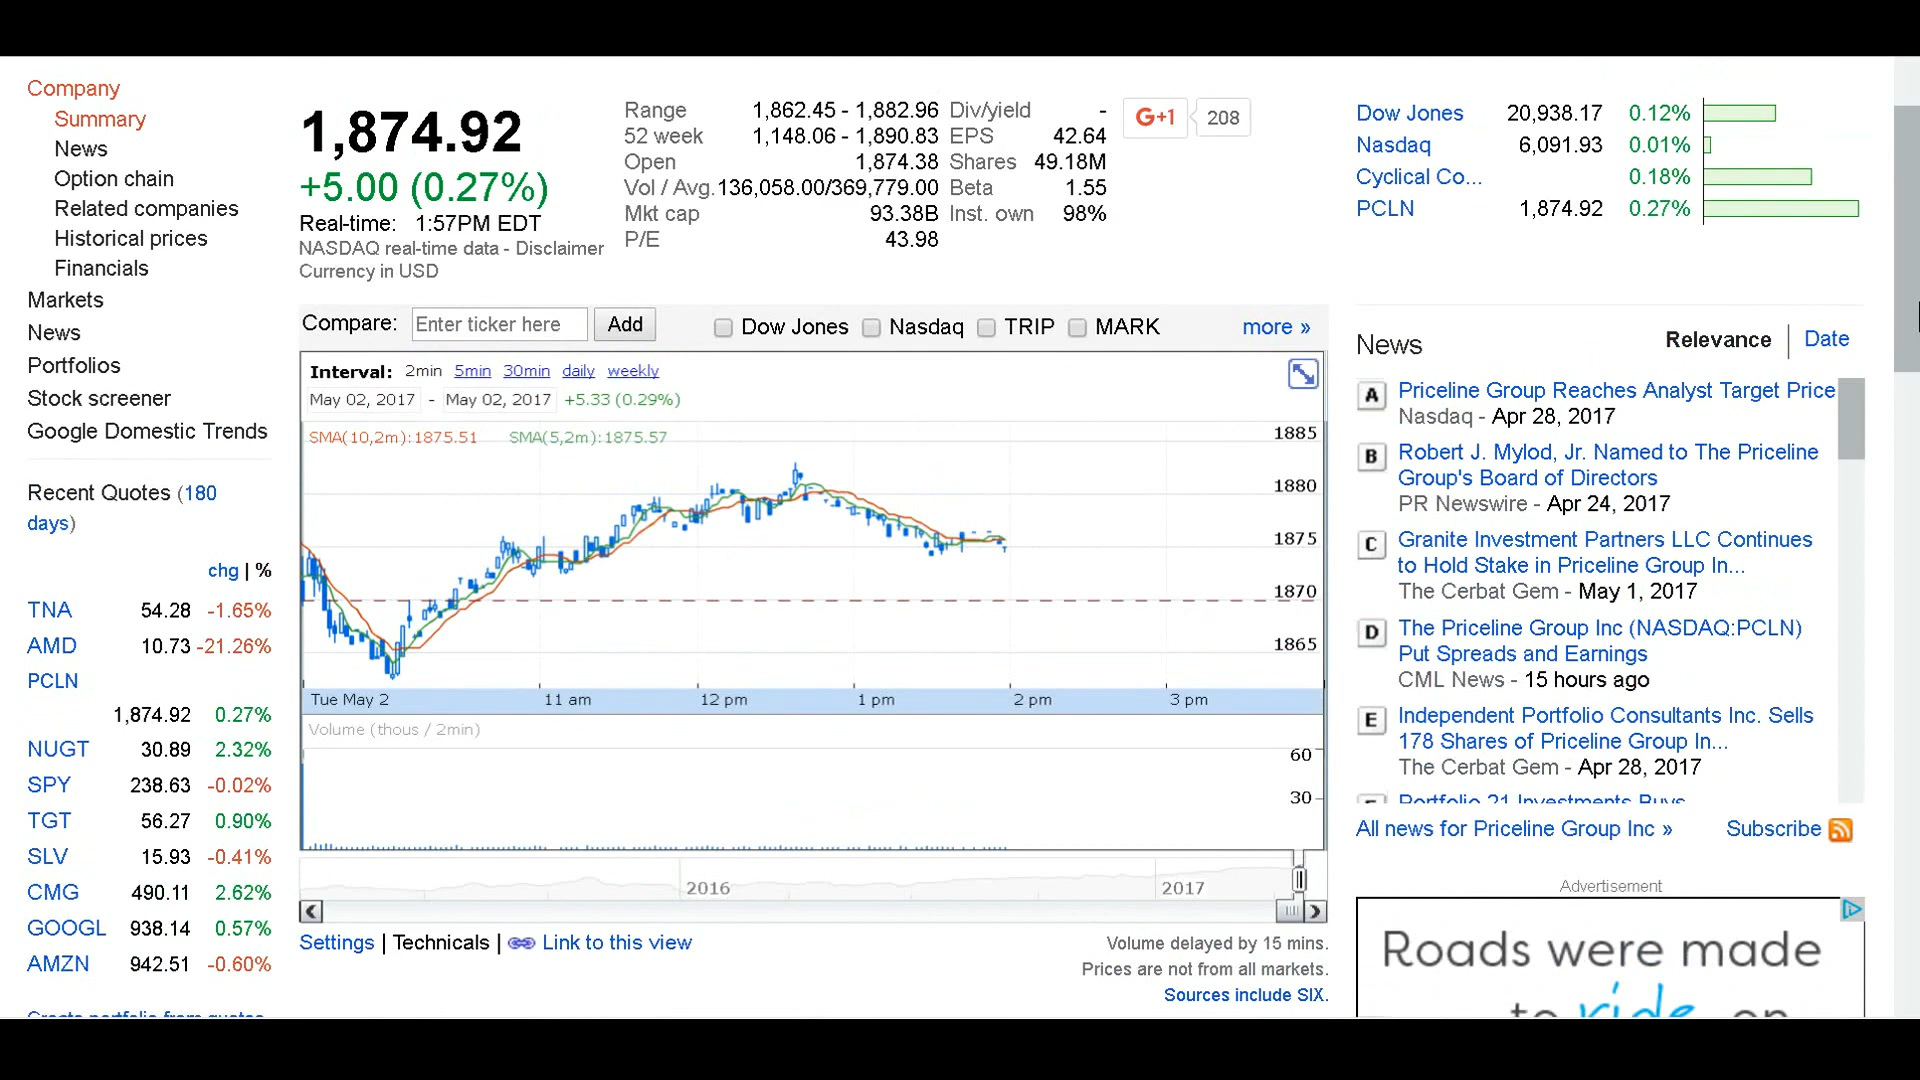 Company
Summary
News
Option chain
Related companies
Historical prices
Financials
Markets
News
Portfolios
Stock screener
Google Domestic Trends
Recent Quotes (180
days)
chg | %
TNA 54.28 -1.65%
AMD 10.73 -21.26%
PCLN
1,874.92 0.27%
NUGT 30.89 2.32%
SPY 238.63 -0.02%
TGT 56.27 0.90%
SLV 15.93 -0.41%
CMG 490.11 2.62%
GOOGL 938.14 0.57%
AMZN 942.51 -0.60%
Create portfolio from quotes
1,874.92
+5.00 (0.27%)
Real-time: 1:57PM EDT
NASDAQ real-time data - Disclaimer
Currency in USD
Range 1,862.45 - 1,882.96
52 week 1,148.06 - 1,890.83
Open 1,874.38
Vol / Avg. 136,058.00/369,779.00
Mkt cap 93.38B
P/E 43.98
Div/yield -
EPS 42.64
Shares 49.18M
Beta 1.55
Inst. own 98%
G+1 208
Compare: Enter ticker here Add Dow Jones Nasdaq TRIP MARK more »
Interval: 2min 5min 30min daily weekly
May 02, 2017 - May 02, 2017 +5.33 (0.29%)
SMA(10,2m):1875.51 SMA(5,2m):1875.57
1885
1880
1875
1870
1865
Tue May 2 11 am 12 pm 1 pm 2 pm 3 pm
Volume (thous / 2min)
60
30
2016 2017
Settings | Technicals | Link to this view
Volume delayed by 15 mins.
Prices are not from all markets.
Sources include SIX.
Dow Jones 20,938.17 0.12%
Nasdaq 6,091.93 0.01%
Cyclical Co... 0.18%
PCLN 1,874.92 0.27%
News Relevance | Date
A Priceline Group Reaches Analyst Target Price
Nasdaq - Apr 28, 2017
B Robert J. Mylod, Jr. Named to The Priceline
Group's Board of Directors
PR Newswire - Apr 24, 2017
C Granite Investment Partners LLC Continues
to Hold Stake in Priceline Group In...
The Cerbat Gem - May 1, 2017
D The Priceline Group Inc (NASDAQ:PCLN)
Put Spreads and Earnings
CML News - 15 hours ago
E Independent Portfolio Consultants Inc. Sells
178 Shares of Priceline Group In...
The Cerbat Gem - Apr 28, 2017
Portfolio 21 Investments Buys
All news for Priceline Group Inc » Subscribe
Advertisement
Roads were made
to ride on